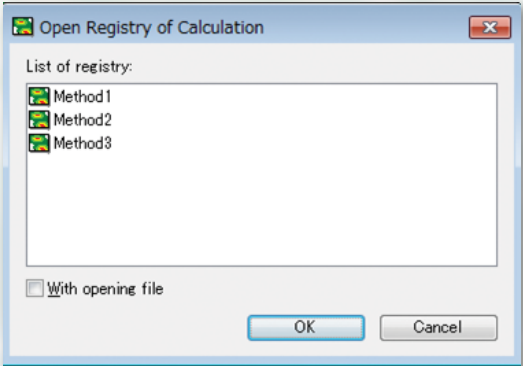 Open Registry of Calculation
List of registry:
Method1
Method2
Method3
With opening file
OK
Cancel